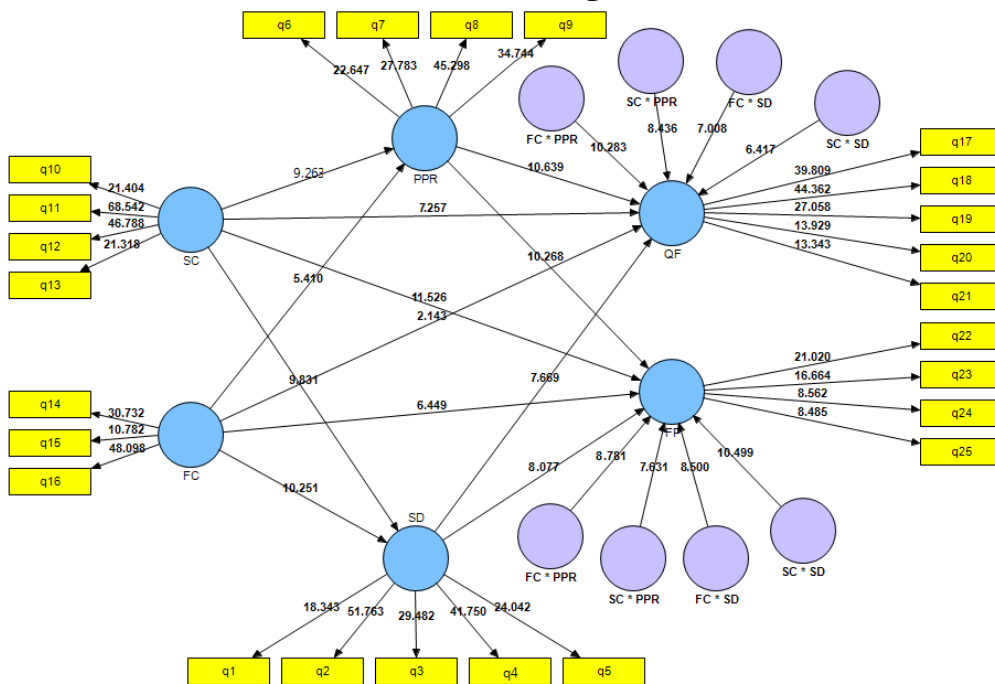 q6
q7
q8
q9
22.647
27.783
45.298
34.744
SC * PPR
FC * SD
FC * PPR
SC * SD
8.436
7.008
10.283
6.417
PPR
9.263
10.639
q10
q11
q12
q13
21.404
68.542
46.788
21.318
SC
7.257
QF
39.809
44.362
27.058
13.929
13.343
q17
q18
q19
q20
q21
5.410
10.268
11.526
2.143
9.831
7.669
6.449
q14
q15
q16
30.732
10.782
48.098
FC
10.251
8.077
21.020
16.664
8.562
8.485
q22
q23
q24
q25
8.781
7.631
8.500
10.499
SD
FC * PPR
SC * PPR
FC * SD
SC * SD
18.343
51.763
29.482
41.750
24.042
q1
q2
q3
q4
q5